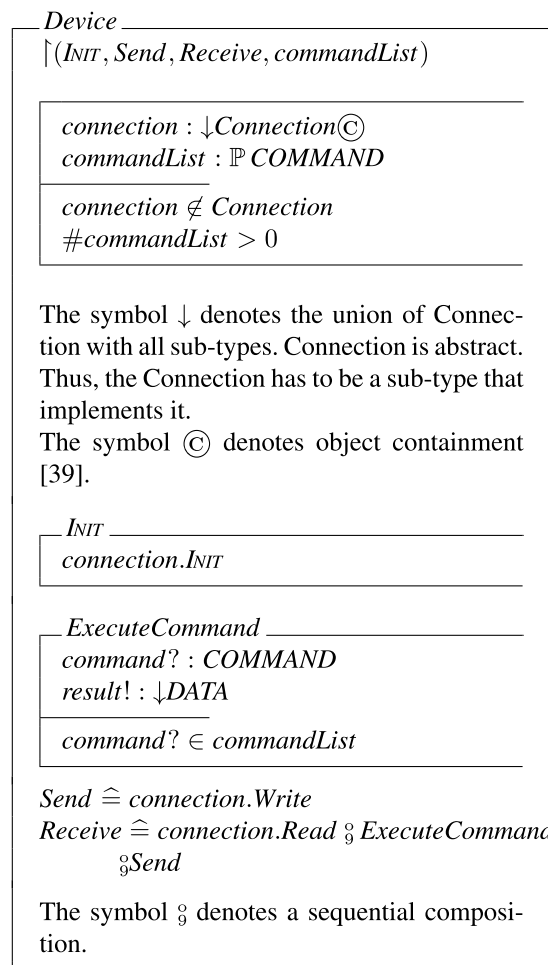 Device
↾(INIT, Send, Receive, commandList)
connection : ↓Connection©
commandList : ℙ COMMAND
connection ∉ Connection
#commandList > 0
The symbol ↓ denotes the union of Connec-
tion with all sub-types. Connection is abstract.
Thus, the Connection has to be a sub-type that
implements it.
The symbol © denotes object containment
[39].
INIT
connection.INIT
ExecuteCommand
command? : COMMAND
result! : ↓DATA
command? ∈ commandList
Send ≙ connection.Write
Receive ≙ connection.Read ⨾ ExecuteCommand
⨾Send
The symbol ⨾ denotes a sequential composi-
tion.